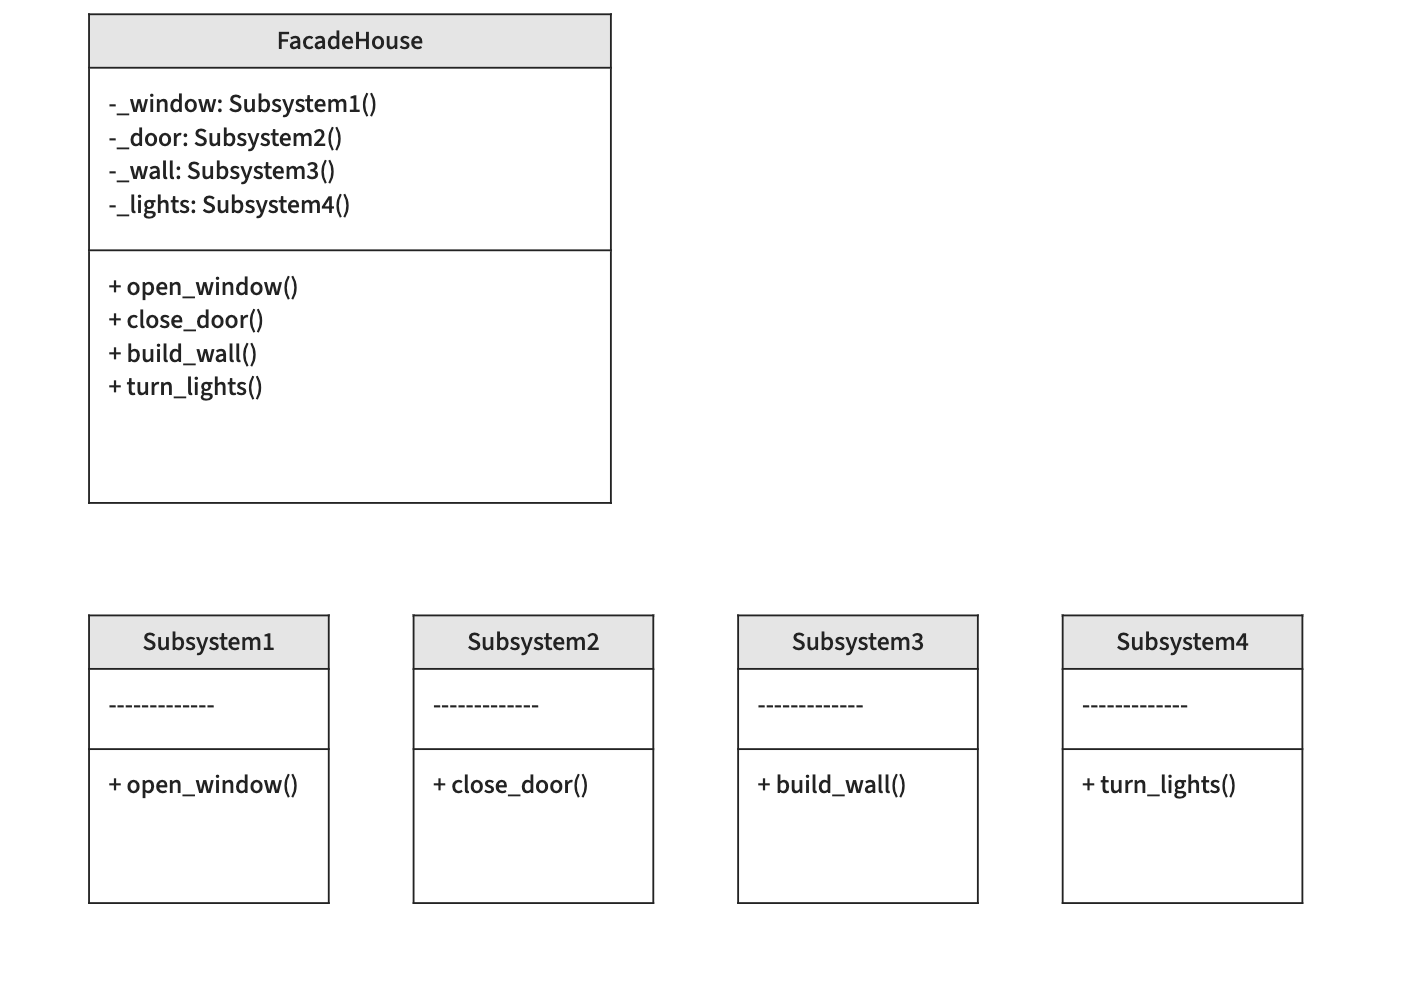 FacadeHouse
-_window: Subsystem1()
-_door: Subsystem2()
-_wall: Subsystem3()
-_lights: Subsystem4()
+ open_window()
+ close_door()
+ build_wall()
+ turn_lights()
Subsystem1
-------------
+ open_window()
Subsystem2
-------------
+ close_door()
Subsystem3
-------------
+ build_wall()
Subsystem4
-------------
+ turn_lights()